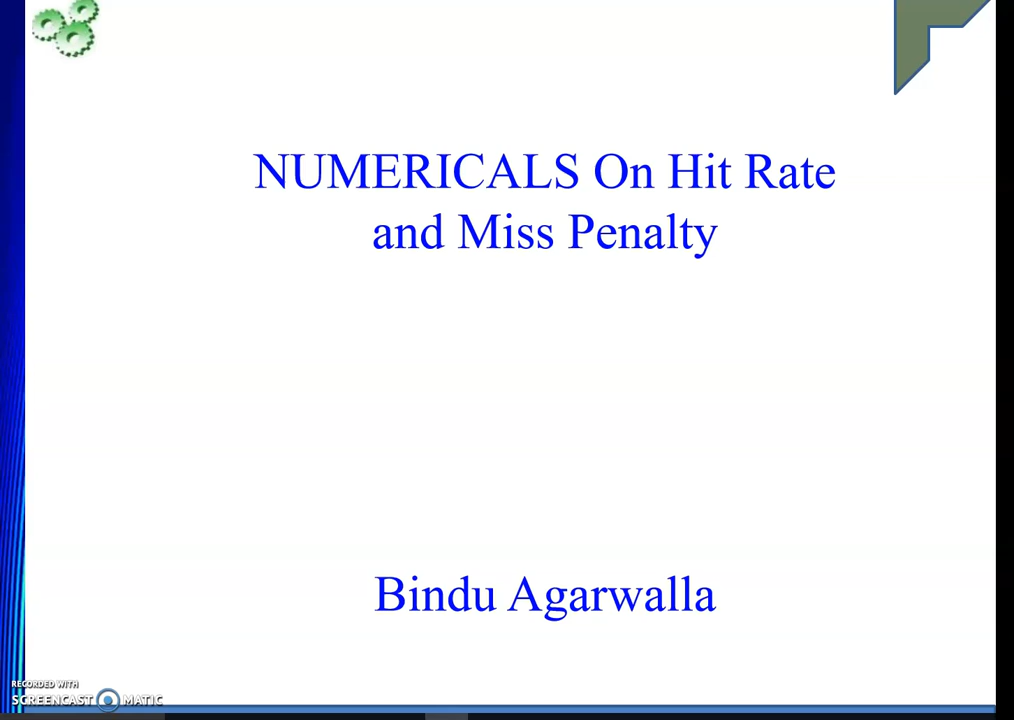 NUMERICALS On Hit Rate
and Miss Penalty
Bindu Agarwalla
RECORDED WITH
SCREENCAST MATIC